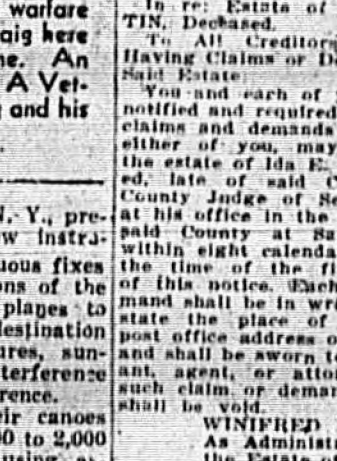 warfare
aig here
ne. An
A Vet-
and his
N. Y., pre-
w instru-
uous fixes
ons of the
planes to
destination
ures, sun-
terference
rence.
eir canoes
00 to 2,000
In re: Estate of
TIN, Deceased.
To All Creditors
Having Claims or D
Said Estate:
You and each of
notified and required
claims and demands
either of you, may
the estate of Ida E.
ed, late of said C
County Judge of Se
at his office in the
said County at Sa
within eight calenda
the time of the fi
of this notice. Each
mand shall be in wr
state the place of
post office address o
and shall be sworn to
ant, agent, or atto
such claim or deman
shall be void.
WINIFRED
As Administ
the Estate of